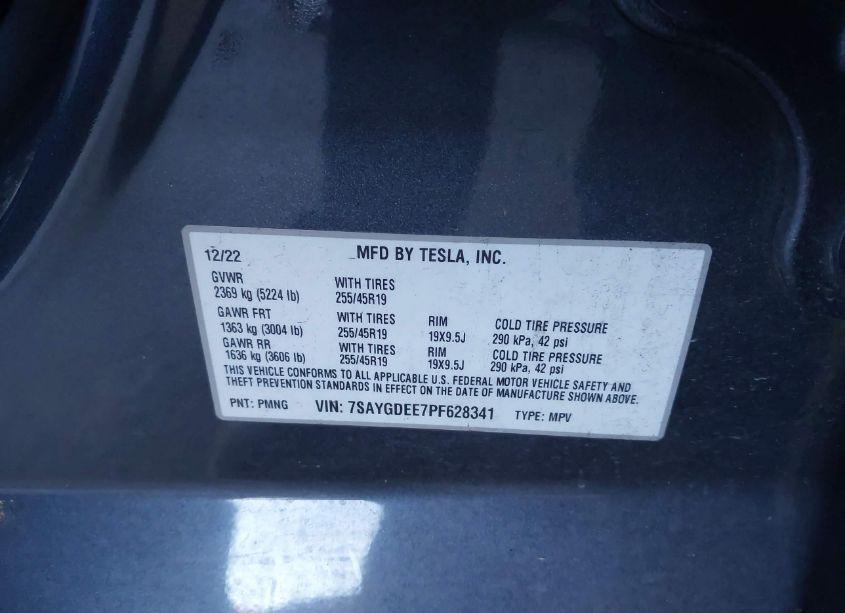 12/22 MFD BY TESLA, INC.
GVWR WITH TIRES
2369 kg (5224 lb) 255/45R19
GAWR FRT WITH TIRES RIM COLD TIRE PRESSURE
1363 kg (3004 lb) 255/45R19 19X9.5J 290 kPa, 42 psi
GAWR RR WITH TIRES RIM COLD TIRE PRESSURE
1636 kg (3606 lb) 255/45R19 19X9.5J 290 kPa, 42 psi
THIS VEHICLE CONFORMS TO ALL APPLICABLE U.S. FEDERAL MOTOR VEHICLE SAFETY AND
THEFT PREVENTION STANDARDS IN EFFECT ON THE DATE OF MANUFACTURE SHOWN ABOVE.
PNT: PMNG VIN: 7SAYGDEE7PF628341 TYPE: MPV